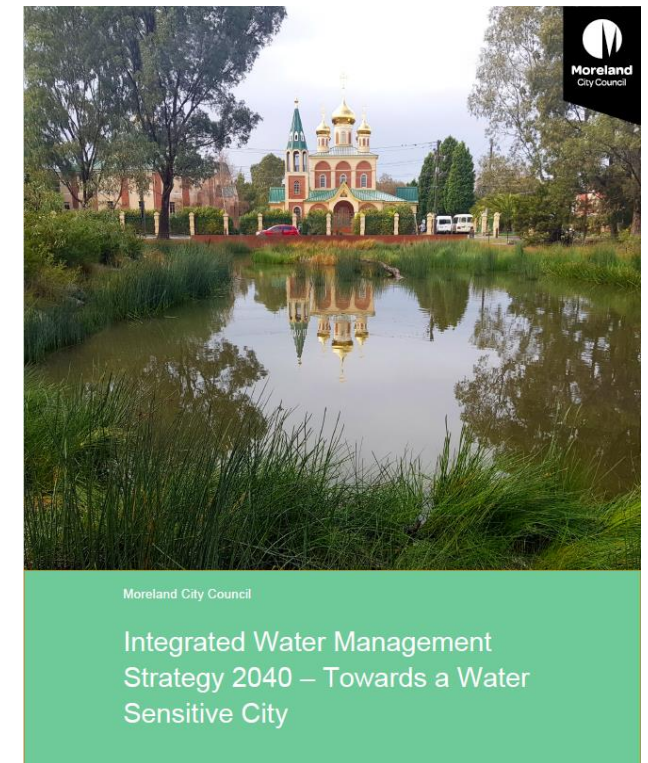 Moreland
City Council
Moreland City Council
Integrated Water Management
Strategy 2040 – Towards a Water
Sensitive City